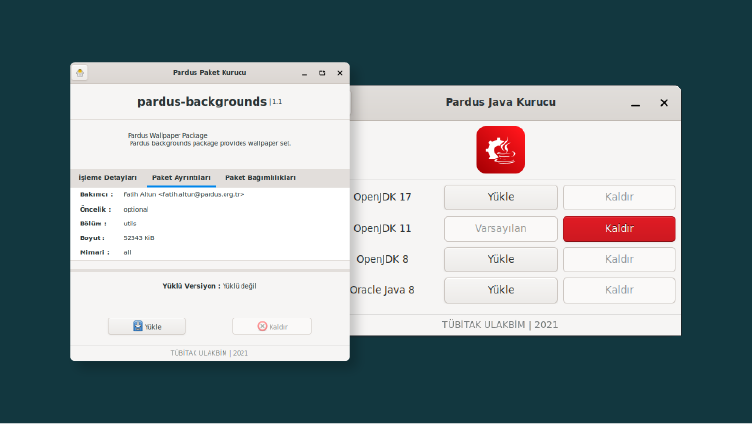 Pardus Paket Kurucu
pardus-backgrounds | 1.1
Pardus Wallpaper Package
Pardus backgrounds package provides wallpaper set.
İşleme Detayları Paket Ayrıntıları Paket Bağımlılıkları
Bakımcı : Fatih Altun <fatih.altun@pardus.org.tr>
Öncelik : optional
Bölüm : utils
Boyut : 52343 KiB
Mimari : all
Yüklü Versiyon : Yüklü değil
Yükle Kaldır
TÜBİTAK ULAKBİM | 2021
Pardus Java Kurucu
OpenJDK 17 Yükle Kaldır
OpenJDK 11 Varsayılan Kaldır
OpenJDK 8 Yükle Kaldır
Oracle Java 8 Yükle Kaldır
TÜBİTAK ULAKBİM | 2021